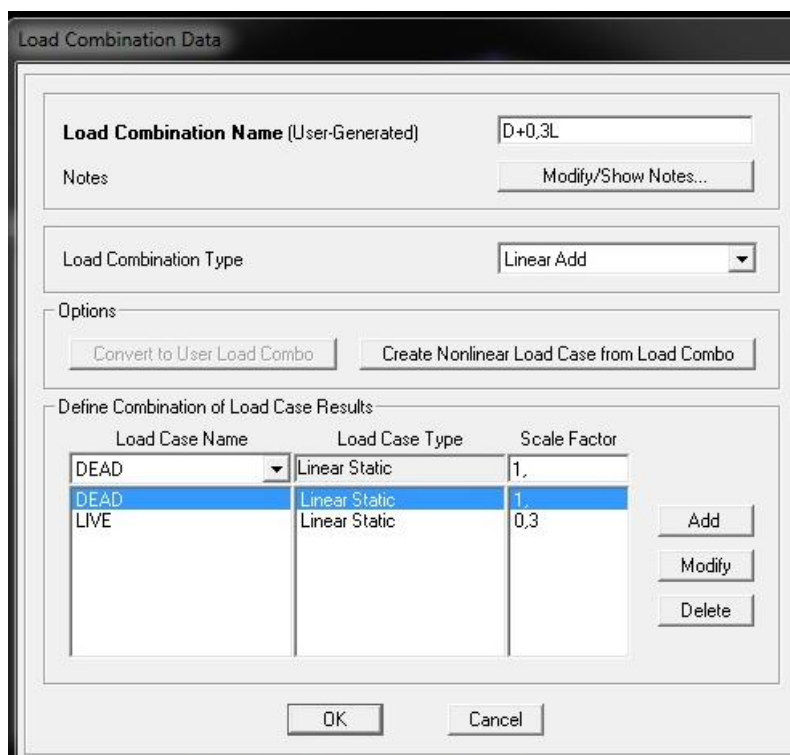 Load Combination Data
Load Combination Name (User-Generated) D+0,3L
Notes Modify/Show Notes...
Load Combination Type Linear Add
Options
Convert to User Load Combo Create Nonlinear Load Case from Load Combo
Define Combination of Load Case Results
Load Case Name Load Case Type Scale Factor
DEAD Linear Static 1,
DEAD Linear Static 1,
LIVE Linear Static 0,3
Add
Modify
Delete
OK Cancel